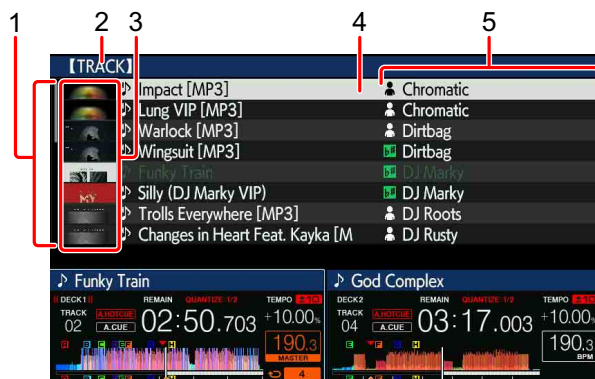 1 2 3 4 5
【TRACK】
♪ Impact [MP3] Chromatic
♪ Lung VIP [MP3] Chromatic
♪ Warlock [MP3] Dirtbag
♪ Wingsuit [MP3] Dirtbag
♪ Funky Train DJ Marky
♪ Silly (DJ Marky VIP) DJ Marky
♪ Trolls Everywhere [MP3] DJ Roots
♪ Changes in Heart Feat. Kayka [M DJ Rusty
MY
♪ Funky Train
DECK1 REMAIN QUANTIZE 1/2 TEMPO ±10
TRACK 02 A.HOTCUE A.CUE 02:50.703 +10.00%
190.3
MASTER
B C E F H
4
♪ God Complex
DECK2 REMAIN QUANTIZE 1/2 TEMPO ±10
TRACK 04 A.HOTCUE A.CUE 03:17.003 +10.00%
190.3
BPM
E F G H